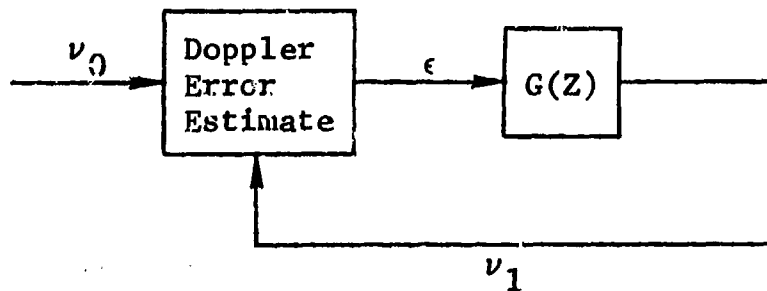 ν0
Doppler
Error
Estimate
ϵ
G(Z)
ν1